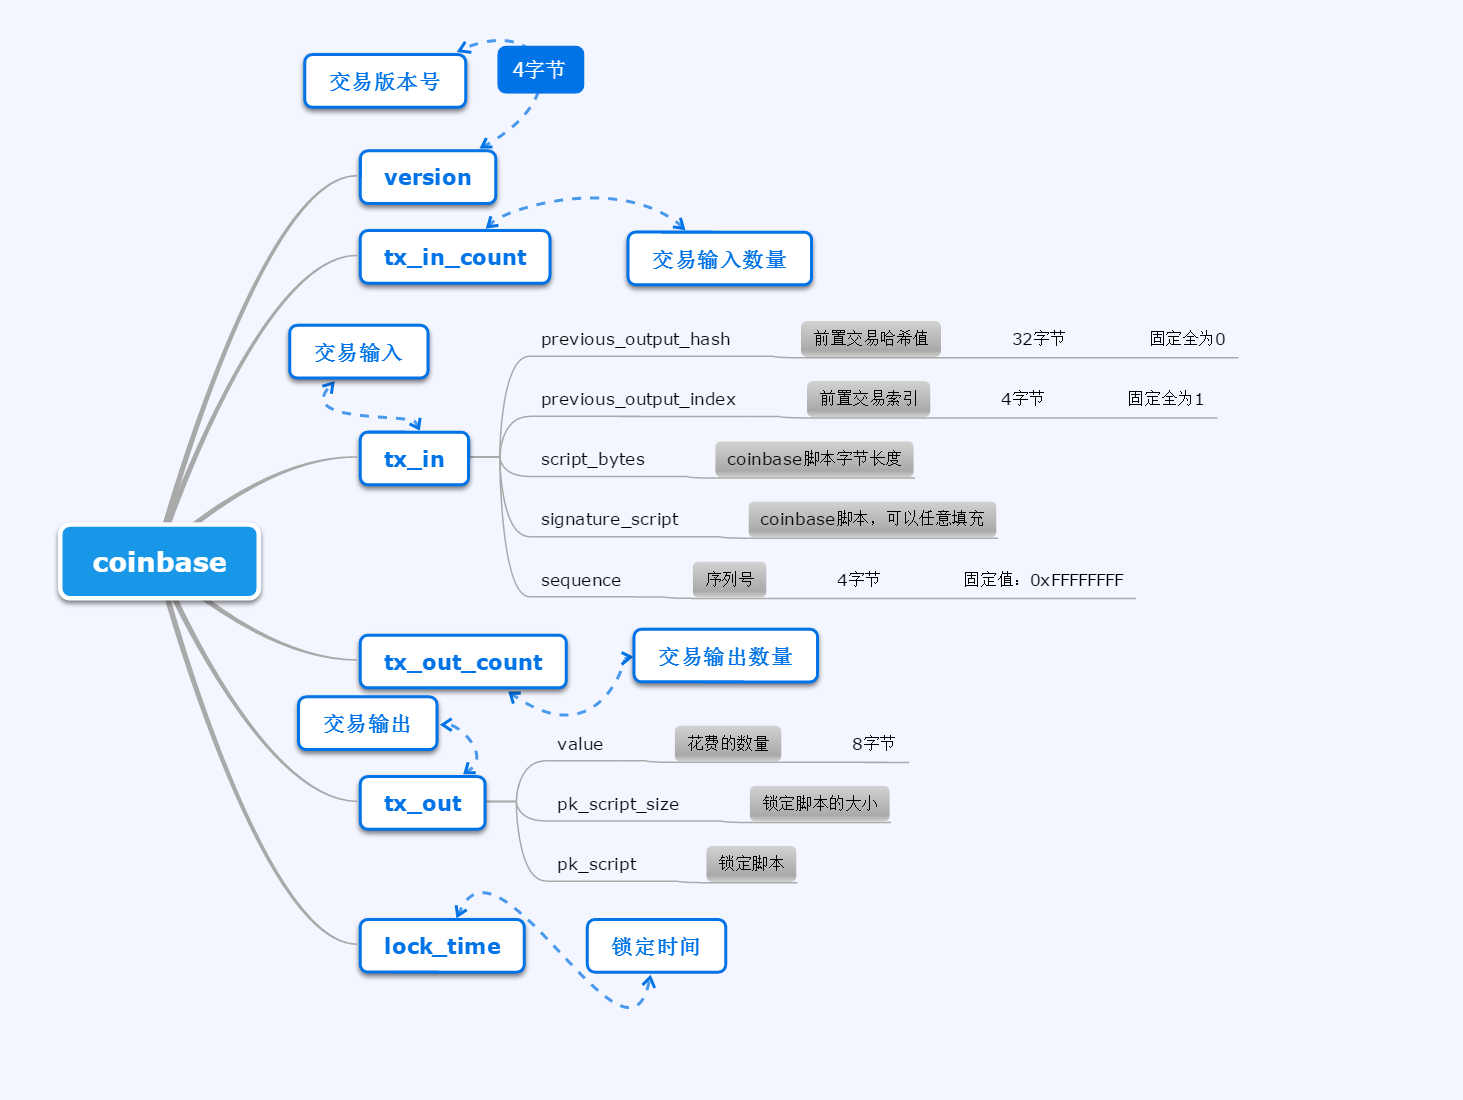 4字节
交易版本号
version
tx_in_count
交易输入数量
交易输入
tx_in
previous_output_hash 前置交易哈希值 32字节 固定全为0
previous_output_index 前置交易索引 4字节 固定全为1
script_bytes coinbase脚本字节长度
signature_script coinbase脚本，可以任意填充
sequence 序列号 4字节 固定值：0xFFFFFFFF
coinbase
tx_out_count
交易输出数量
交易输出
tx_out
value 花费的数量 8字节
pk_script_size 锁定脚本的大小
pk_script 锁定脚本
lock_time
锁定时间